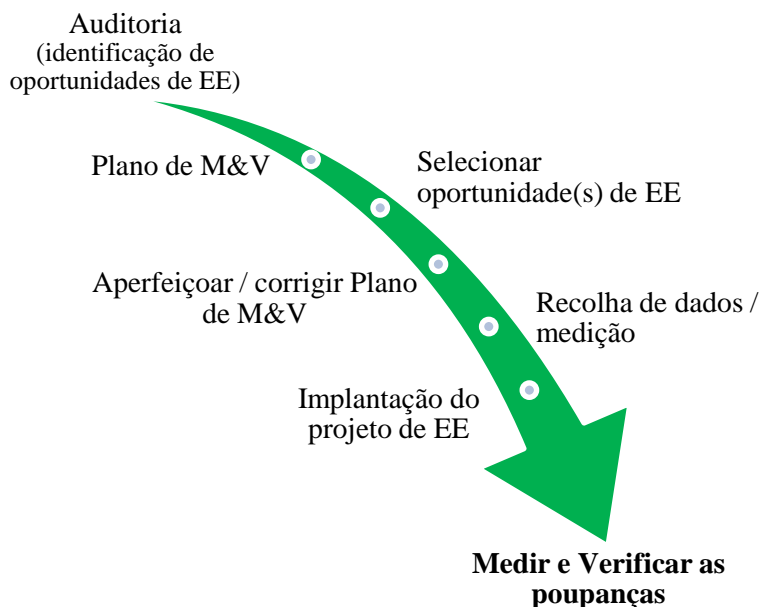 Auditoria
(identificação de
oportunidades de EE)
Plano de M&V
Selecionar
oportunidade(s) de EE
Aperfeiçoar / corrigir Plano
de M&V
Recolha de dados /
medição
Implantação do
projeto de EE
Medir e Verificar as
poupanças